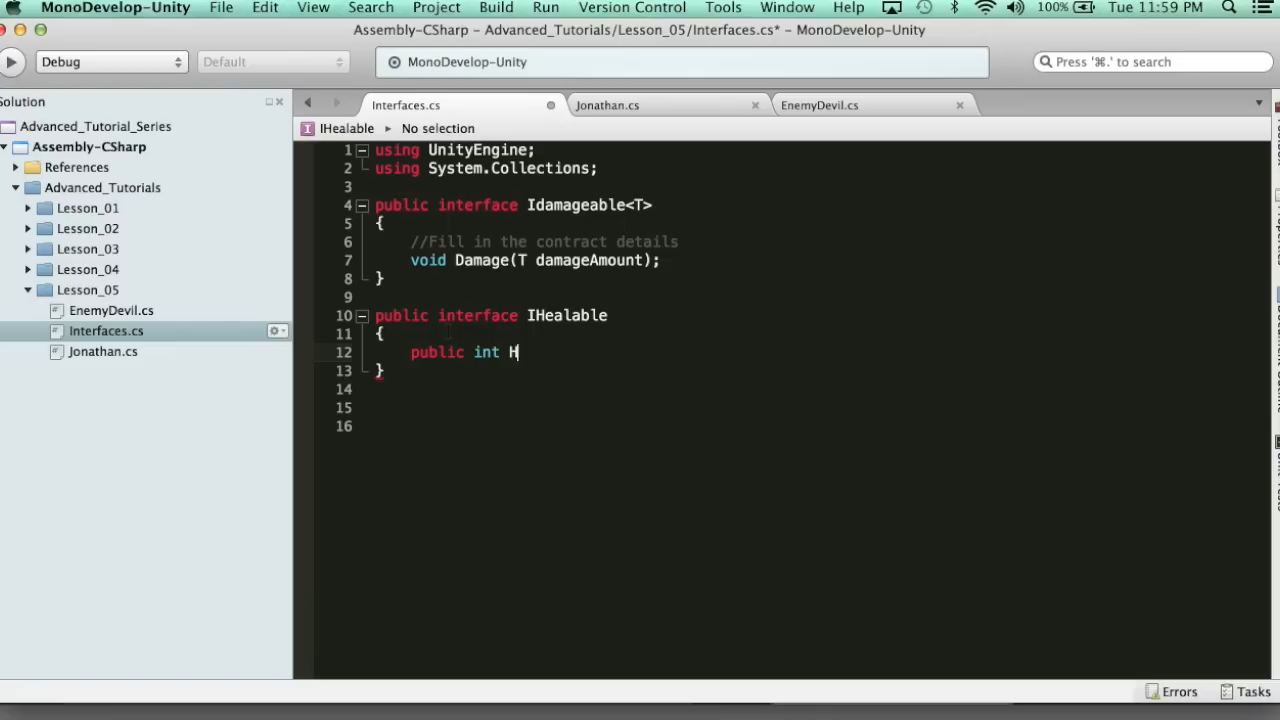 MonoDevelop-Unity File Edit View Search Project Build Run Version Control Tools Window Help 100% Tue 11:59 PM
Assembly-CSharp – Advanced_Tutorials/Lesson_05/Interfaces.cs* – MonoDevelop-Unity
Debug Default MonoDevelop-Unity Press '⌘.' to search
Solution
Interfaces.cs Jonathan.cs EnemyDevil.cs
IHealable ▸ No selection
Advanced_Tutorial_Series
Assembly-CSharp
References
Advanced_Tutorials
Lesson_01
Lesson_02
Lesson_03
Lesson_04
Lesson_05
EnemyDevil.cs
Interfaces.cs
Jonathan.cs
1 using UnityEngine;
2 using System.Collections;
3
4 public interface Idamageable<T>
5 {
6 //Fill in the contract details
7 void Damage(T damageAmount);
8 }
9
10 public interface IHealable
11 {
12 public int H
13 }
14
15
16
Errors Tasks